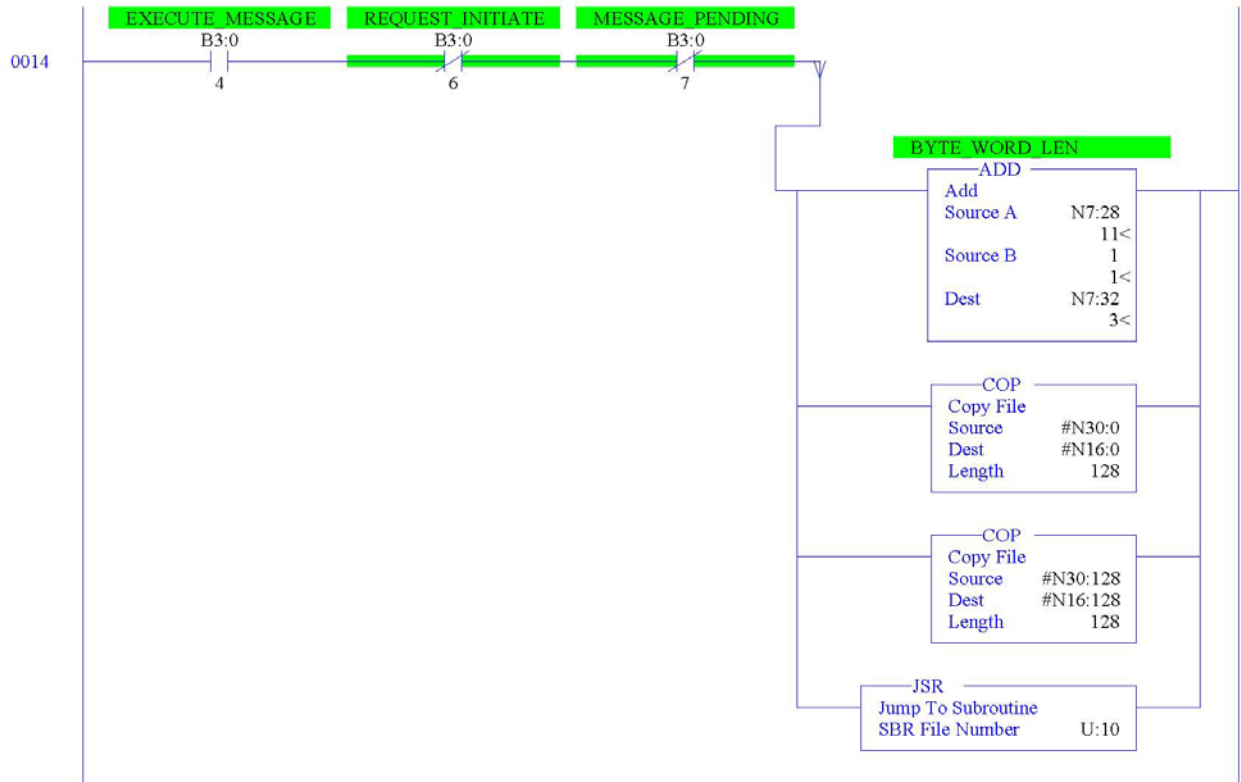 EXECUTE_MESSAGE REQUEST_INITIATE MESSAGE_PENDING
B3:0 B3:0 B3:0
0014
4 6 7
BYTE_WORD_LEN
ADD
Add
Source A N7:28
11<
Source B 1
1<
Dest N7:32
3<
COP
Copy File
Source #N30:0
Dest #N16:0
Length 128
COP
Copy File
Source #N30:128
Dest #N16:128
Length 128
JSR
Jump To Subroutine
SBR File Number U:10